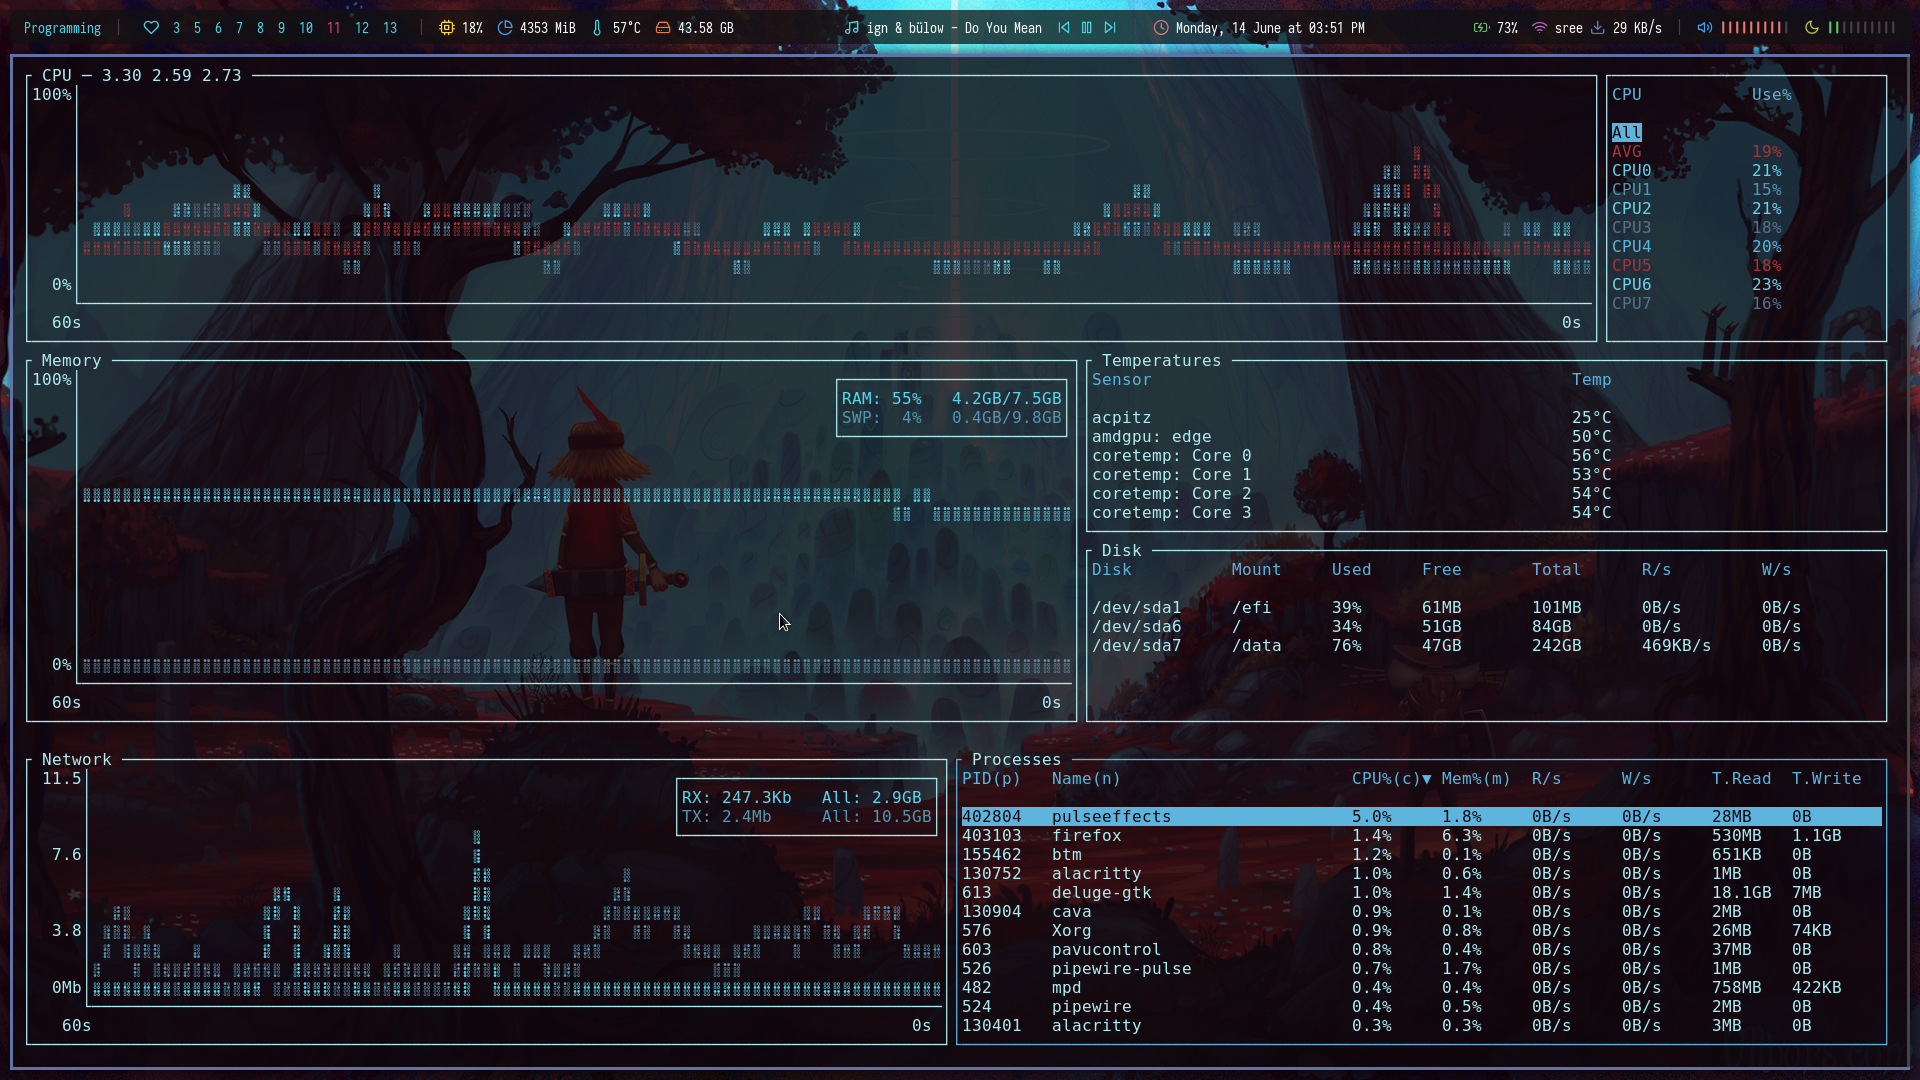 Programming 3 5 6 7 8 9 10 11 12 13 18% 4353 MiB 57°C 43.58 GB ign & bülow - Do You Mean Monday, 14 June at 03:51 PM 73% sree 29 KB/s
CPU — 3.30 2.59 2.73
100%
0%
60s 0s
CPU Use%
All
AVG 19%
CPU0 21%
CPU1 15%
CPU2 21%
CPU3 18%
CPU4 20%
CPU5 18%
CPU6 23%
CPU7 16%
Memory
100%
RAM: 55% 4.2GB/7.5GB
SWP: 4% 0.4GB/9.8GB
0%
60s 0s
Temperatures
Sensor Temp
acpitz 25°C
amdgpu: edge 50°C
coretemp: Core 0 56°C
coretemp: Core 1 53°C
coretemp: Core 2 54°C
coretemp: Core 3 54°C
Disk
Disk Mount Used Free Total R/s W/s
/dev/sda1 /efi 39% 61MB 101MB 0B/s 0B/s
/dev/sda6 / 34% 51GB 84GB 0B/s 0B/s
/dev/sda7 /data 76% 47GB 242GB 469KB/s 0B/s
Network
11.5
RX: 247.3Kb All: 2.9GB
TX: 2.4Mb All: 10.5GB
7.6
3.8
0Mb
60s 0s
Processes
PID(p) Name(n) CPU%(c)▼ Mem%(m) R/s W/s T.Read T.Write
402804 pulseeffects 5.0% 1.8% 0B/s 0B/s 28MB 0B
403103 firefox 1.4% 6.3% 0B/s 0B/s 530MB 1.1GB
155462 btm 1.2% 0.1% 0B/s 0B/s 651KB 0B
130752 alacritty 1.0% 0.6% 0B/s 0B/s 1MB 0B
613 deluge-gtk 1.0% 1.4% 0B/s 0B/s 18.1GB 7MB
130904 cava 0.9% 0.1% 0B/s 0B/s 2MB 0B
576 Xorg 0.9% 0.8% 0B/s 0B/s 26MB 74KB
603 pavucontrol 0.8% 0.4% 0B/s 0B/s 37MB 0B
526 pipewire-pulse 0.7% 1.7% 0B/s 0B/s 1MB 0B
482 mpd 0.4% 0.4% 0B/s 0B/s 758MB 422KB
524 pipewire 0.4% 0.5% 0B/s 0B/s 2MB 0B
130401 alacritty 0.3% 0.3% 0B/s 0B/s 3MB 0B